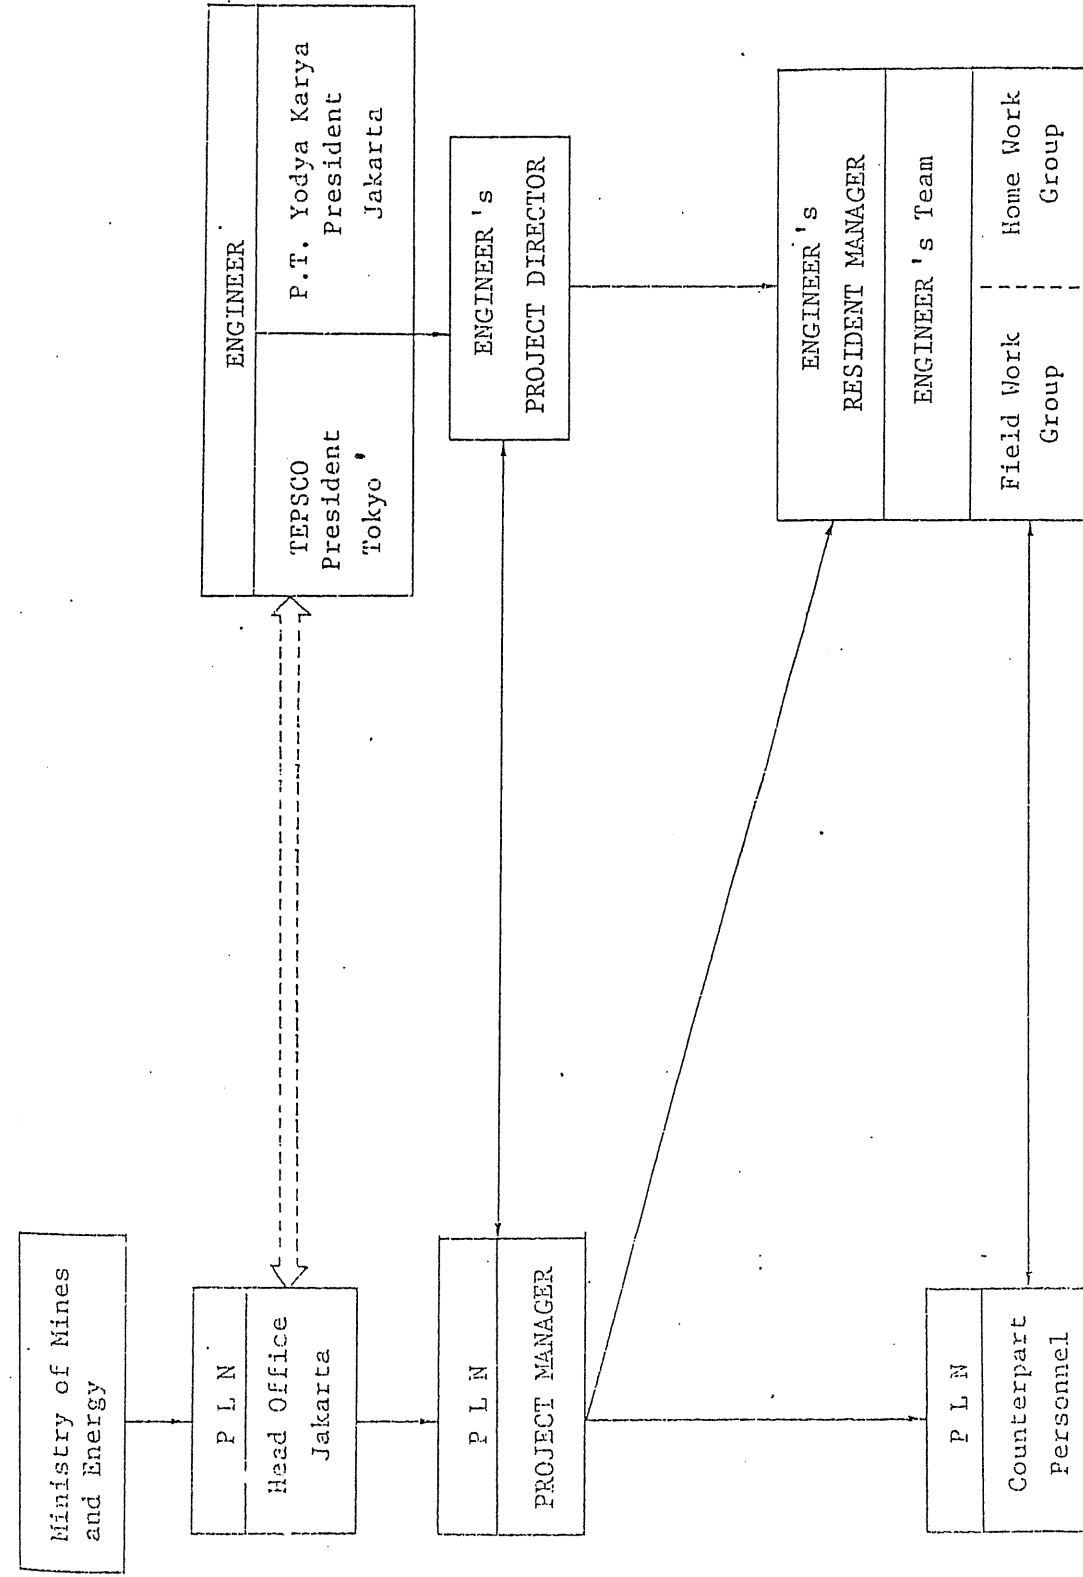 Ministry of Mines
and Energy
P L N
Head Office
Jakarta
P L N
PROJECT MANAGER
P L N
Counterpart
Personnel
ENGINEER
TEPSCO
President
Tokyo
P.T. Yodya Karya
President
Jakarta
ENGINEER's
PROJECT DIRECTOR
ENGINEER's
RESIDENT MANAGER
ENGINEER's Team
Field Work
Group
Home Work
Group